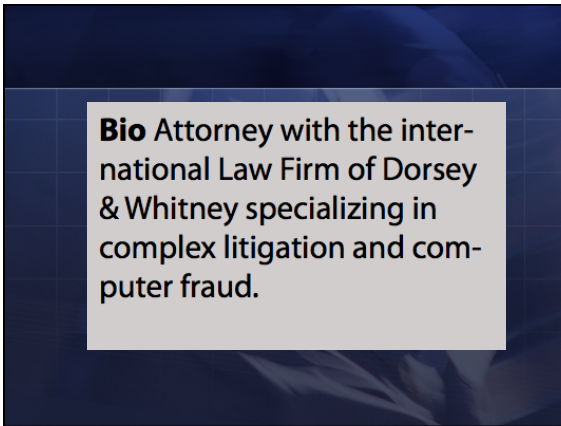 Bio Attorney with the inter-
national Law Firm of Dorsey
& Whitney specializing in
complex litigation and com-
puter fraud.